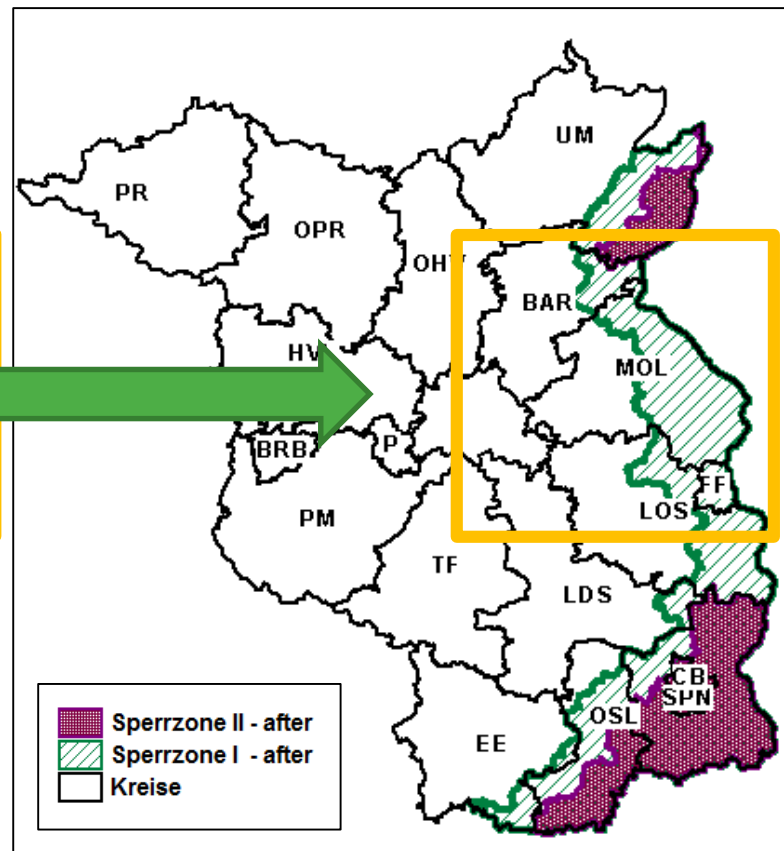 UM
PR
OPR
OHV
BAR
HV
MOL
BRB
P
FF
LOS
PM
TF
LDS
CB
SPN
OSL
EE
Sperrzone II - after
Sperrzone I - after
Kreise